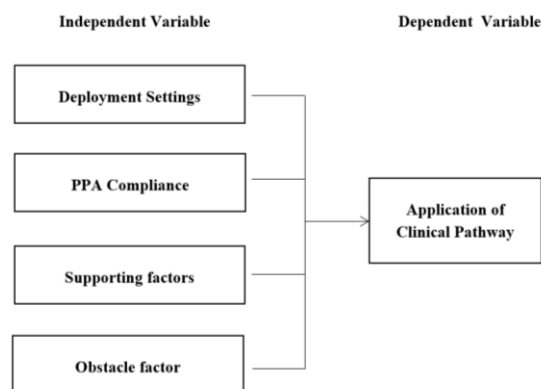 Independent Variable
Dependent Variable
Deployment Settings
PPA Compliance
Application of
Clinical Pathway
Supporting factors
Obstacle factor